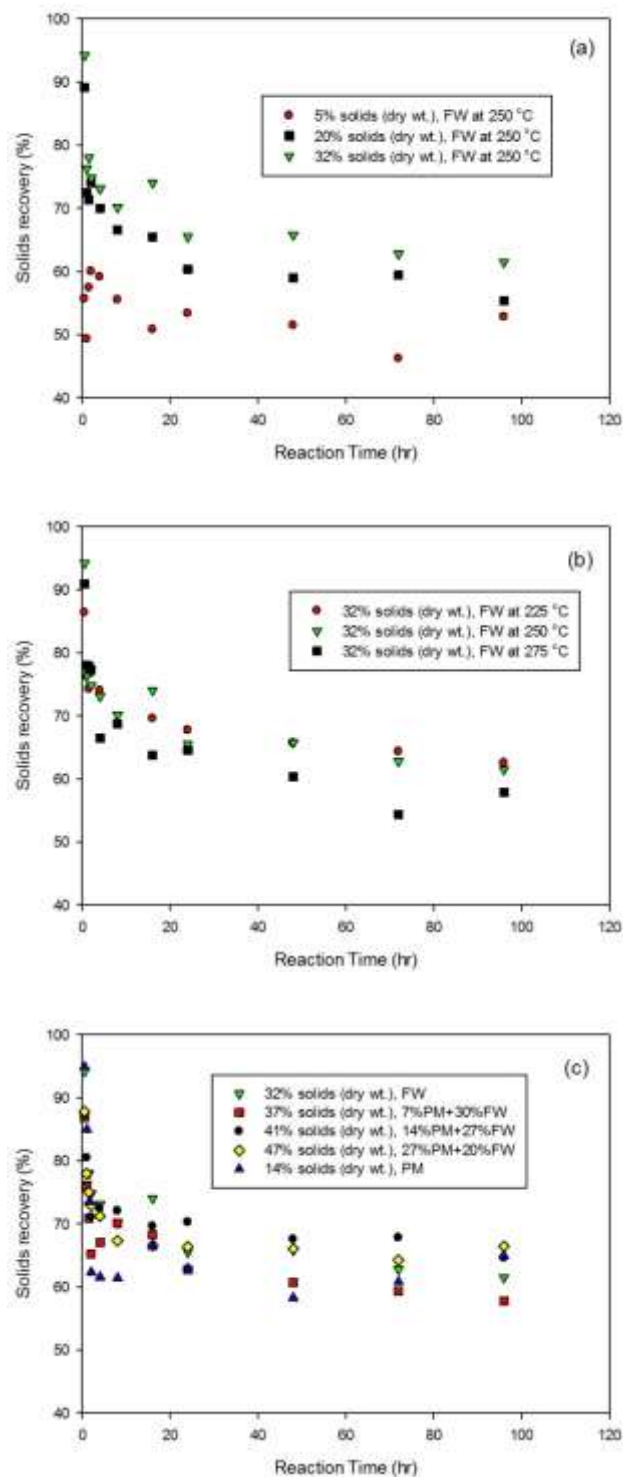 (a)
100
90
80
70
60
50
40
Solids recovery (%)
5% solids (dry wt.), FW at 250 °C
20% solids (dry wt.), FW at 250 °C
32% solids (dry wt.), FW at 250 °C
0 20 40 60 80 100 120
Reaction Time (hr)
(b)
100
90
80
70
60
50
40
Solids recovery (%)
32% solids (dry wt.), FW at 225 °C
32% solids (dry wt.), FW at 250 °C
32% solids (dry wt.), FW at 275 °C
0 20 40 60 80 100 120
Reaction Time (hr)
(c)
100
90
80
70
60
50
40
Solids recovery (%)
32% solids (dry wt.), FW
37% solids (dry wt.), 7%PM+30%FW
41% solids (dry wt.), 14%PM+27%FW
47% solids (dry wt.), 27%PM+20%FW
14% solids (dry wt.), PM
0 20 40 60 80 100 120
Reaction Time (hr)